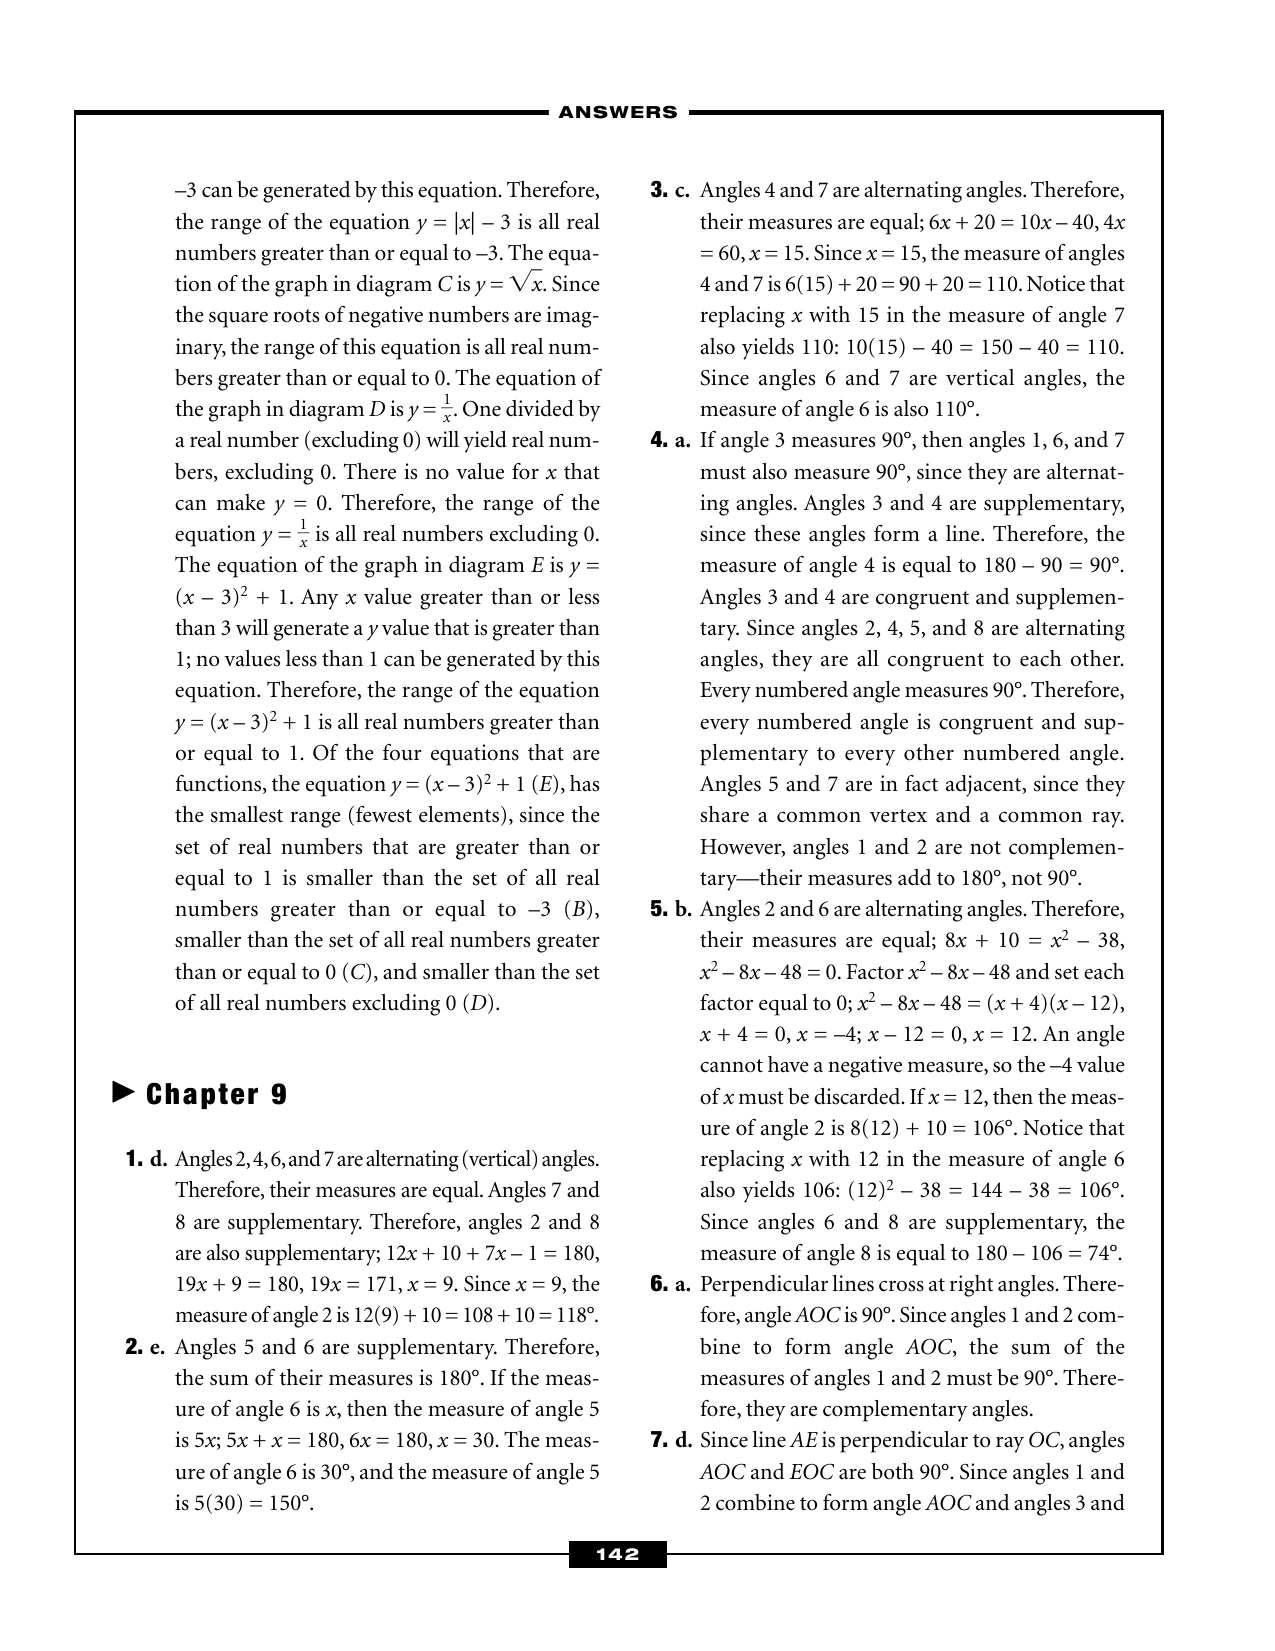 ANSWERS
–3 can be generated by this equation. Therefore,
the range of the equation y = |x| – 3 is all real
numbers greater than or equal to –3. The equa-
tion of the graph in diagram C is y = √x. Since
the square roots of negative numbers are imag-
inary, the range of this equation is all real num-
bers greater than or equal to 0. The equation of
the graph in diagram D is y = 1/x. One divided by
a real number (excluding 0) will yield real num-
bers, excluding 0. There is no value for x that
can make y = 0. Therefore, the range of the
equation y = 1/x is all real numbers excluding 0.
The equation of the graph in diagram E is y =
(x – 3)² + 1. Any x value greater than or less
than 3 will generate a y value that is greater than
1; no values less than 1 can be generated by this
equation. Therefore, the range of the equation
y = (x – 3)² + 1 is all real numbers greater than
or equal to 1. Of the four equations that are
functions, the equation y = (x – 3)² + 1 (E), has
the smallest range (fewest elements), since the
set of real numbers that are greater than or
equal to 1 is smaller than the set of all real
numbers greater than or equal to –3 (B),
smaller than the set of all real numbers greater
than or equal to 0 (C), and smaller than the set
of all real numbers excluding 0 (D).
▶ Chapter 9
1. d. Angles 2, 4, 6, and 7 are alternating (vertical) angles.
Therefore, their measures are equal. Angles 7 and
8 are supplementary. Therefore, angles 2 and 8
are also supplementary; 12x + 10 + 7x – 1 = 180,
19x + 9 = 180, 19x = 171, x = 9. Since x = 9, the
measure of angle 2 is 12(9) + 10 = 108 + 10 = 118°.
2. e. Angles 5 and 6 are supplementary. Therefore,
the sum of their measures is 180°. If the meas-
ure of angle 6 is x, then the measure of angle 5
is 5x; 5x + x = 180, 6x = 180, x = 30. The meas-
ure of angle 6 is 30°, and the measure of angle 5
is 5(30) = 150°.
3. c. Angles 4 and 7 are alternating angles. Therefore,
their measures are equal; 6x + 20 = 10x – 40, 4x
= 60, x = 15. Since x = 15, the measure of angles
4 and 7 is 6(15) + 20 = 90 + 20 = 110. Notice that
replacing x with 15 in the measure of angle 7
also yields 110: 10(15) – 40 = 150 – 40 = 110.
Since angles 6 and 7 are vertical angles, the
measure of angle 6 is also 110°.
4. a. If angle 3 measures 90°, then angles 1, 6, and 7
must also measure 90°, since they are alternat-
ing angles. Angles 3 and 4 are supplementary,
since these angles form a line. Therefore, the
measure of angle 4 is equal to 180 – 90 = 90°.
Angles 3 and 4 are congruent and supplemen-
tary. Since angles 2, 4, 5, and 8 are alternating
angles, they are all congruent to each other.
Every numbered angle measures 90°. Therefore,
every numbered angle is congruent and sup-
plementary to every other numbered angle.
Angles 5 and 7 are in fact adjacent, since they
share a common vertex and a common ray.
However, angles 1 and 2 are not complemen-
tary—their measures add to 180°, not 90°.
5. b. Angles 2 and 6 are alternating angles. Therefore,
their measures are equal; 8x + 10 = x² – 38,
x² – 8x – 48 = 0. Factor x² – 8x – 48 and set each
factor equal to 0; x² – 8x – 48 = (x + 4)(x – 12),
x + 4 = 0, x = –4; x – 12 = 0, x = 12. An angle
cannot have a negative measure, so the –4 value
of x must be discarded. If x = 12, then the meas-
ure of angle 2 is 8(12) + 10 = 106°. Notice that
replacing x with 12 in the measure of angle 6
also yields 106: (12)² – 38 = 144 – 38 = 106°.
Since angles 6 and 8 are supplementary, the
measure of angle 8 is equal to 180 – 106 = 74°.
6. a. Perpendicular lines cross at right angles. There-
fore, angle AOC is 90°. Since angles 1 and 2 com-
bine to form angle AOC, the sum of the
measures of angles 1 and 2 must be 90°. There-
fore, they are complementary angles.
7. d. Since line AE is perpendicular to ray OC, angles
AOC and EOC are both 90°. Since angles 1 and
2 combine to form angle AOC and angles 3 and
142